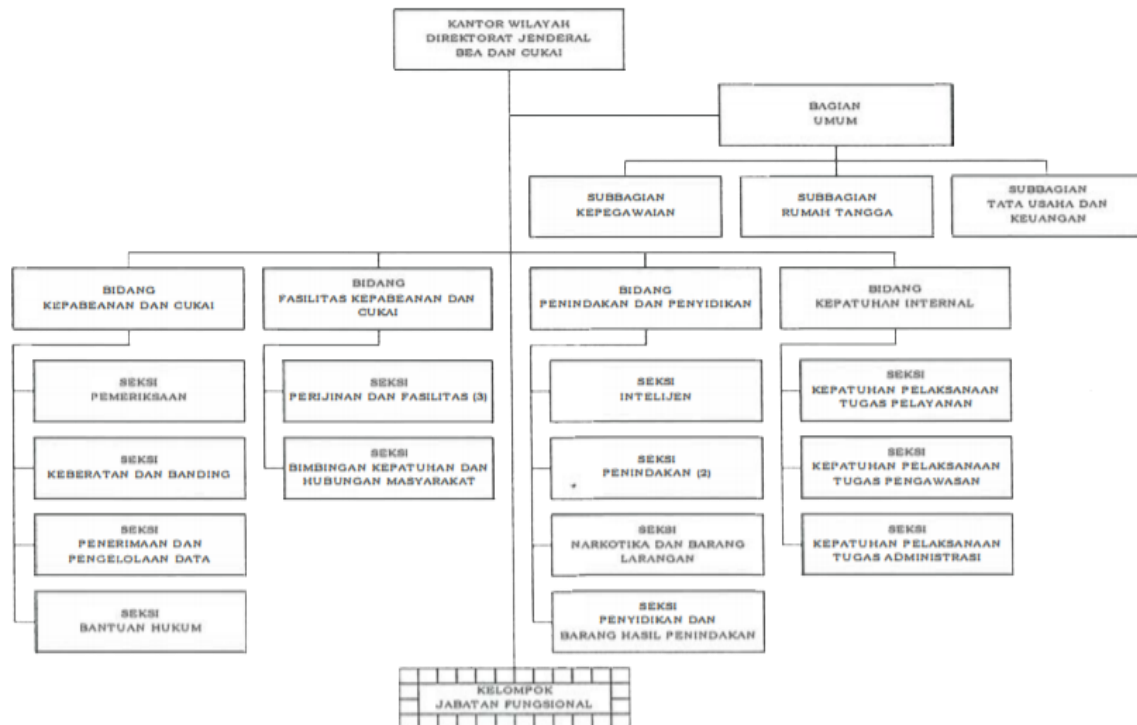 KANTOR WILAYAH
DIREKTORAT JENDERAL
BEA DAN CUKAI
BAGIAN
UMUM
SUBBAGIAN
KEPEGAWAIAN
SUBBAGIAN
RUMAH TANGGA
SUBBAGIAN
TATA USAHA DAN
KEUANGAN
BIDANG
KEPABEANAN DAN CUKAI
BIDANG
FASILITAS KEPABEANAN DAN
CUKAI
BIDANG
PENINDAKAN DAN PENYIDIKAN
BIDANG
KEPATUHAN INTERNAL
SEKSI
PEMERIKSAAN
SEKSI
KEBERATAN DAN BANDING
SEKSI
PENERIMAAN DAN
PENGELOLAAN DATA
SEKSI
BANTUAN HUKUM
SEKSI
PERIJINAN DAN FASILITAS (3)
SEKSI
BIMBINGAN KEPATUHAN DAN
HUBUNGAN MASYARAKAT
SEKSI
INTELIJEN
SEKSI
PENINDAKAN (2)
SEKSI
NARKOTIKA DAN BARANG
LARANGAN
SEKSI
PENYIDIKAN DAN
BARANG HASIL PENINDAKAN
SEKSI
KEPATUHAN PELAKSANAAN
TUGAS PELAYANAN
SEKSI
KEPATUHAN PELAKSANAAN
TUGAS PENGAWASAN
SEKSI
KEPATUHAN PELAKSANAAN
TUGAS ADMINISTRASI
KELOMPOK
JABATAN FUNGSIONAL